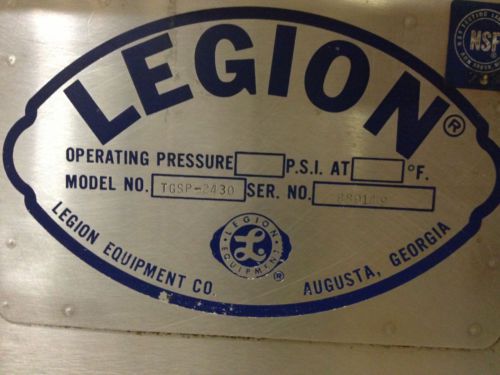 LEGION®
OPERATING PRESSURE P.S.I. AT °F.
MODEL NO. TGSP-2430 SER. NO.
LEGION EQUIPMENT ®
LEGION EQUIPMENT CO. AUGUSTA, GEORGIA
NSF